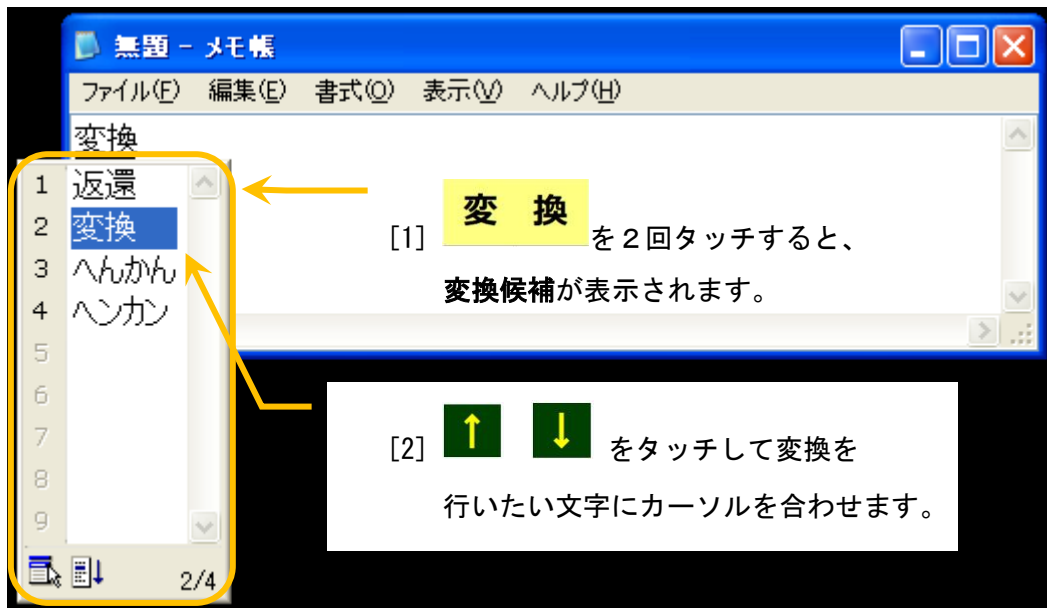 無題 - メモ帳
ファイル(F) 編集(E) 書式(O) 表示(V) ヘルプ(H)
変換
1 返還
2 変換
3 へんかん
4 ヘンカン
5
6
7
8
9
2/4
[1] 変 換 を２回タッチすると、
変換候補が表示されます。
[2] ↑ ↓ をタッチして変換を
行いたい文字にカーソルを合わせます。